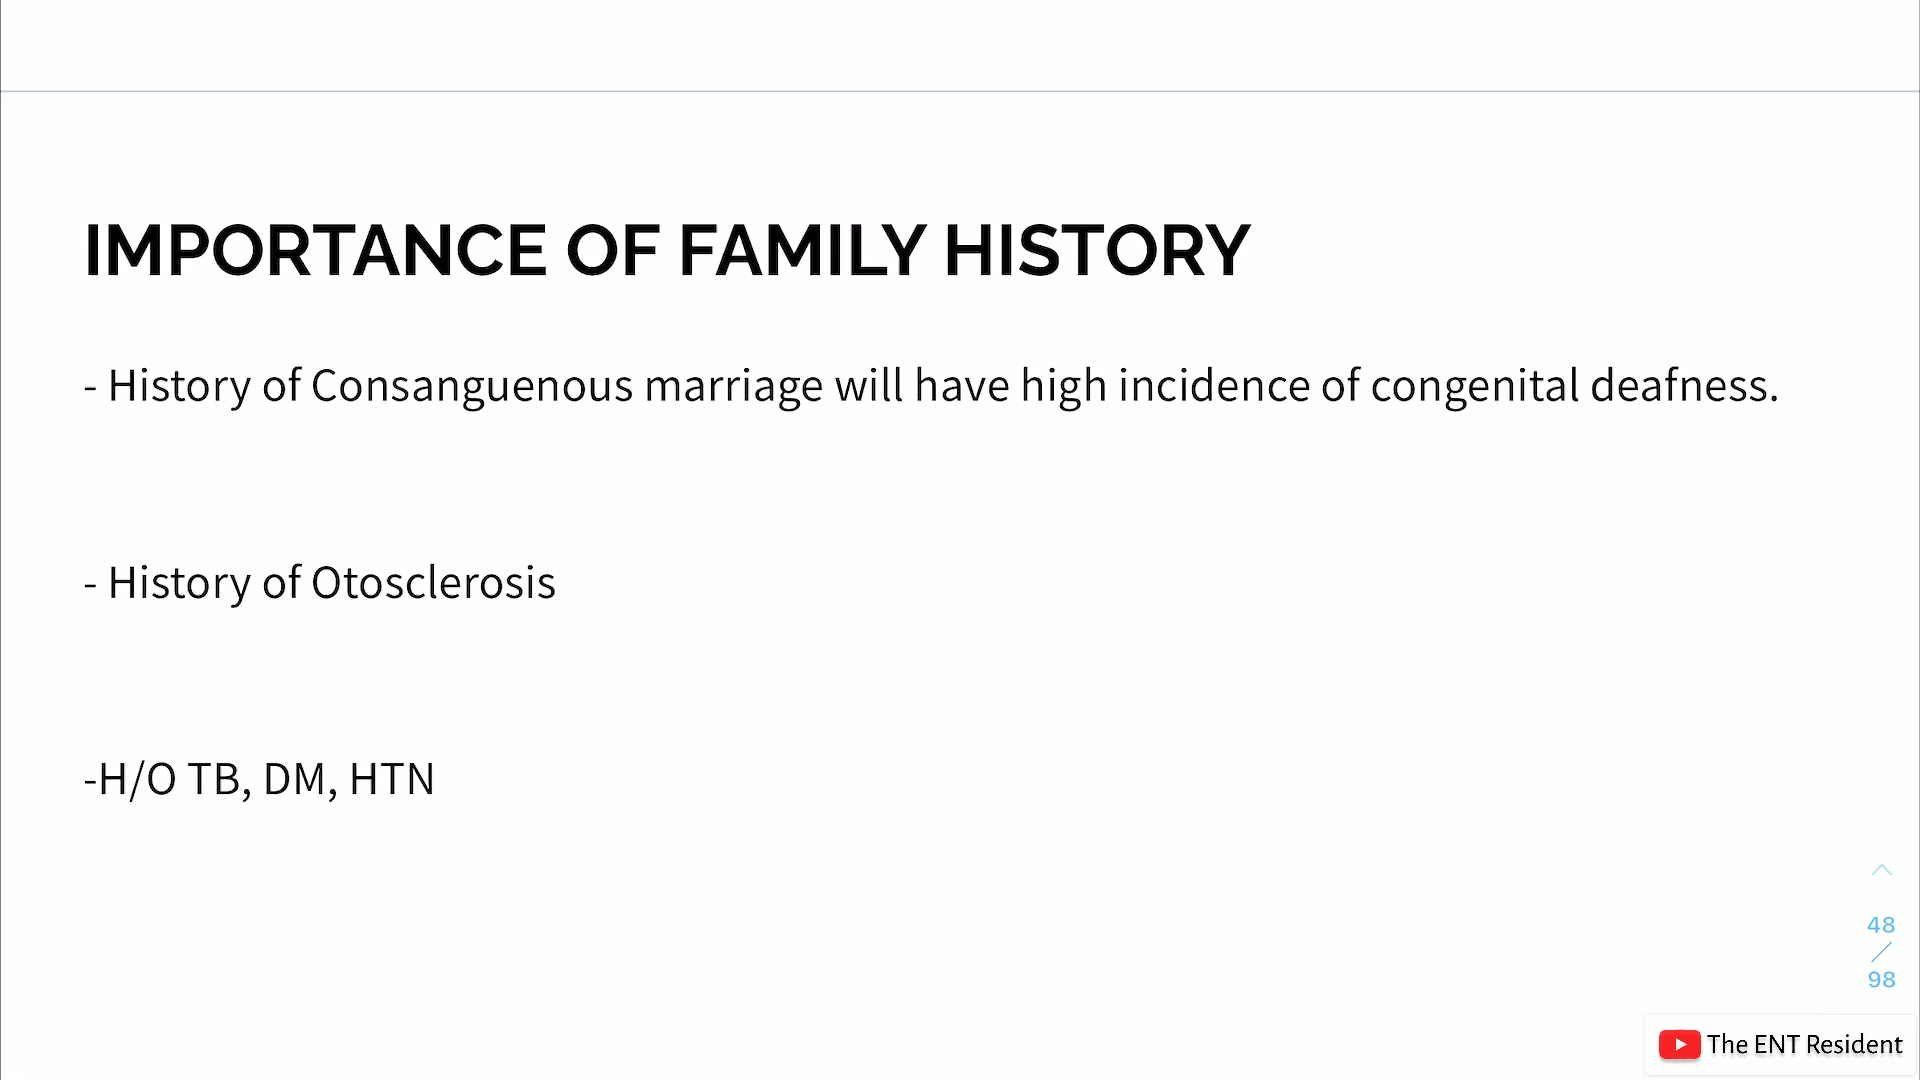 IMPORTANCE OF FAMILY HISTORY
- History of Consanguenous marriage will have high incidence of congenital deafness.
- History of Otosclerosis
-H/O TB, DM, HTN
48
/
98
The ENT Resident